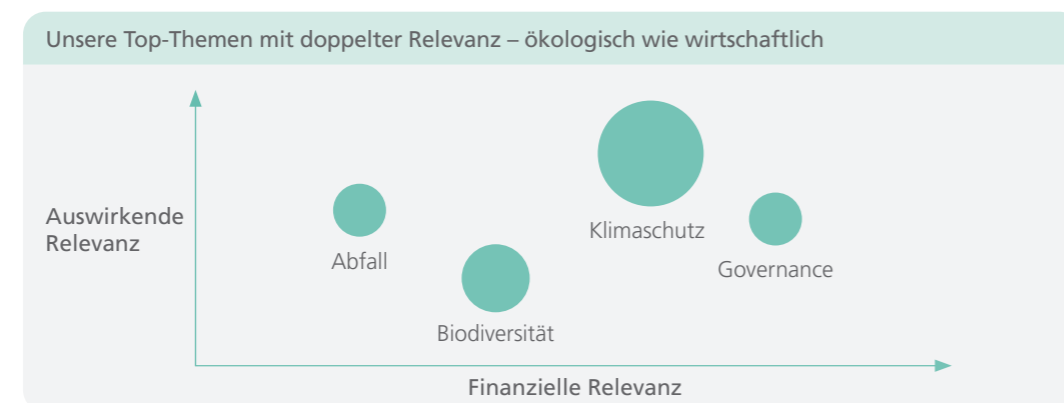 Unsere Top-Themen mit doppelter Relevanz – ökologisch wie wirtschaftlich
Auswirkende
Relevanz
Abfall
Biodiversität
Klimaschutz
Governance
Finanzielle Relevanz